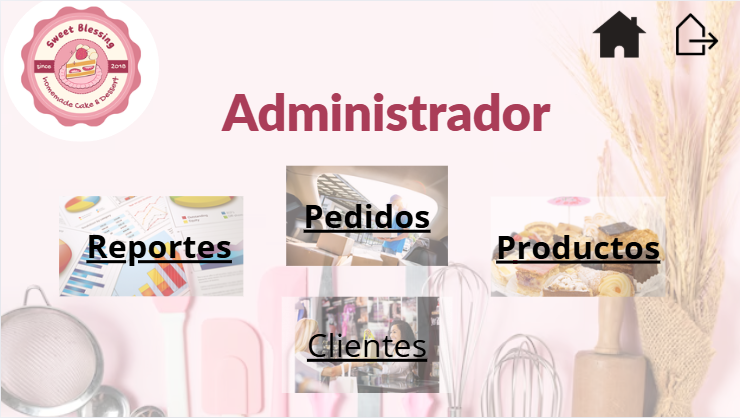 Sweet Blessing
since 2018
Homemade Cake & Dessert
Administrador
Pedidos
Reportes
Productos
Clientes